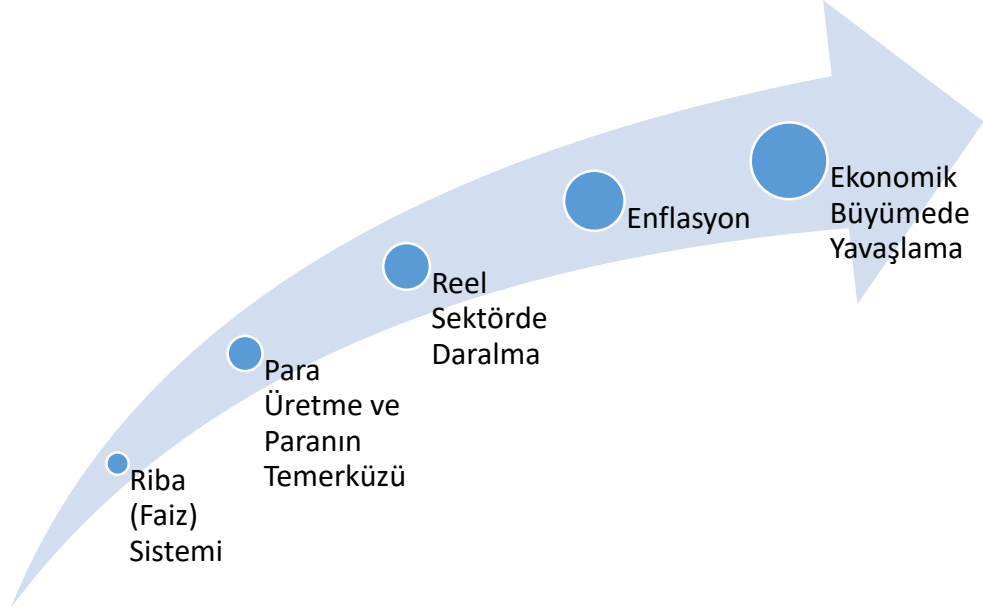 Riba
(Faiz)
Sistemi
Para
Üretme ve
Paranın
Temerküzü
Reel
Sektörde
Daralma
Enflasyon
Ekonomik
Büyümede
Yavaşlama